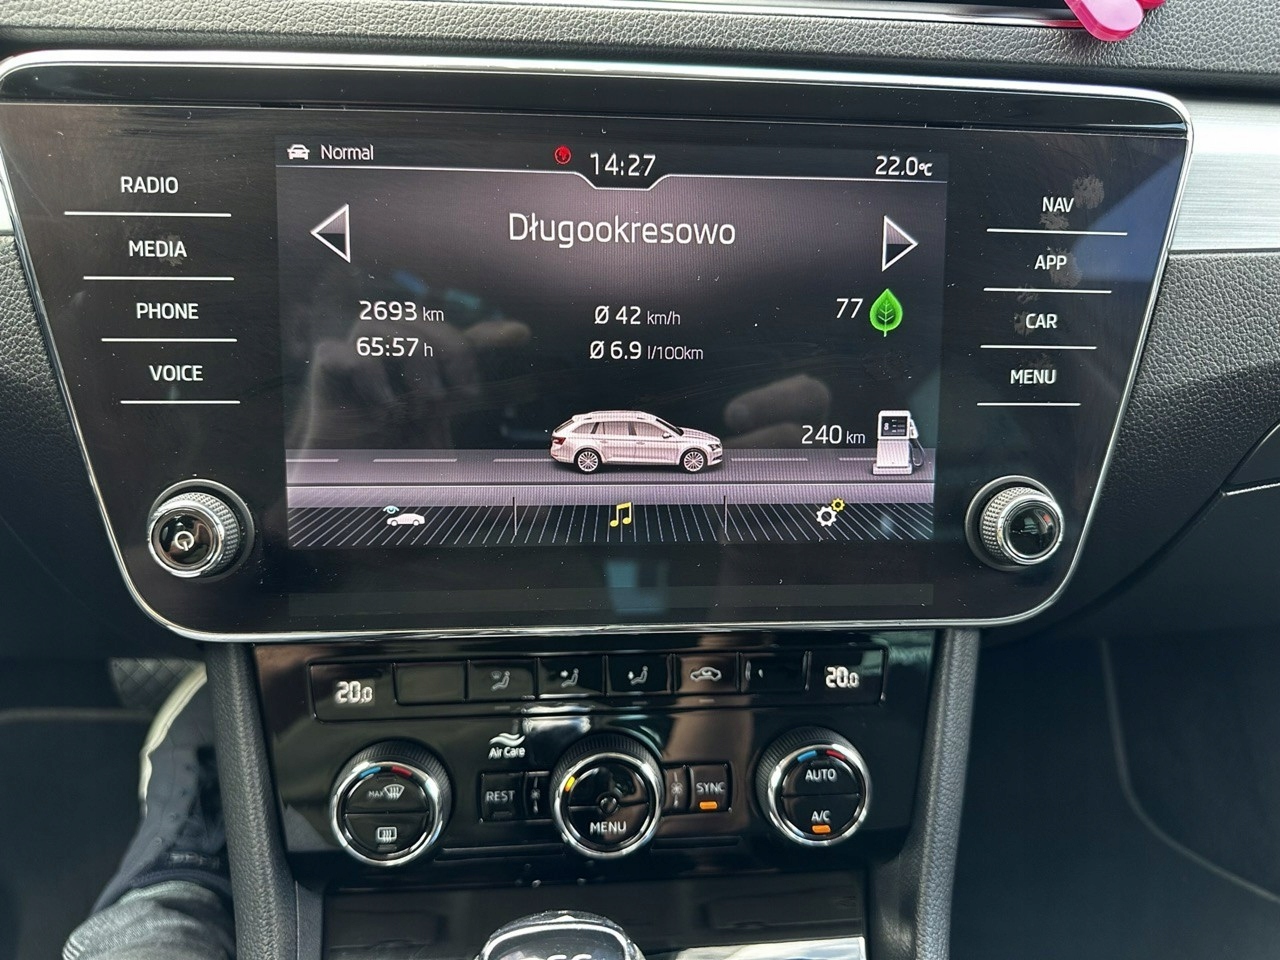 Normal
14:27
22.0°C
RADIO
MEDIA
PHONE
VOICE
NAV
APP
CAR
MENU
Długookresowo
2693 km
Ø 42 km/h
77
65:57 h
Ø 6.9 l/100km
240 km
8
20.0
20.0
Air Care
MAX
REST
MENU
SYNC
AUTO
A/C